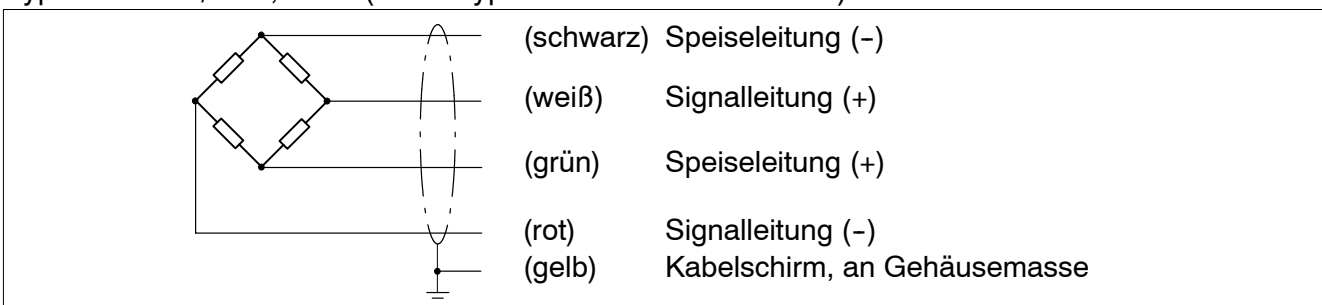 (schwarz) Speiseleitung (-)
(weiß) Signalleitung (+)
(grün) Speiseleitung (+)
(rot) Signalleitung (-)
(gelb) Kabelschirm, an Gehäusemasse